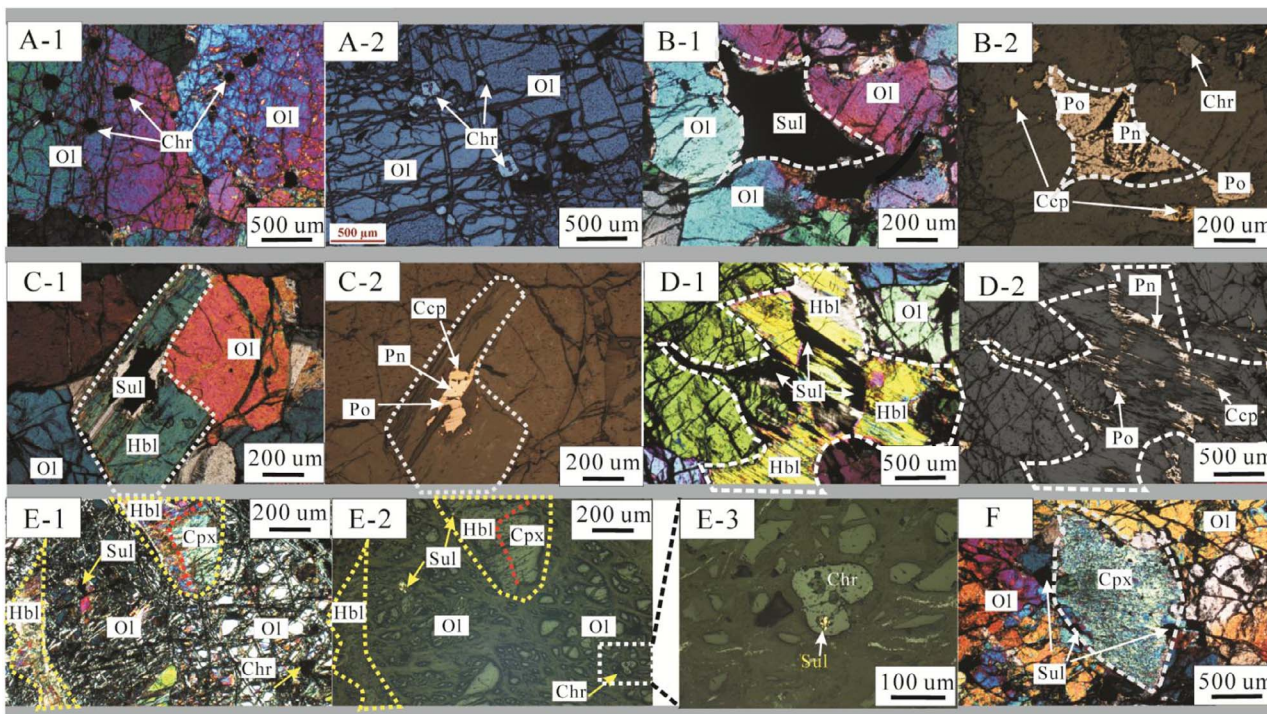 A-1
Chr
Ol
Ol
500 um
A-2
Ol
Chr
Ol
500 µm
500 um
B-1
Ol
Ol
Sul
Ol
200 um
B-2
Chr
Po
Pn
Ccp
Po
200 um
C-1
Ol
Sul
Hbl
Ol
200 um
C-2
Ccp
Pn
Po
200 um
D-1
Hbl
Ol
Sul
Hbl
Hbl
500 um
D-2
Pn
Po
Ccp
500 um
E-1
Hbl
200 um
Cpx
Sul
Hbl
Ol
Ol
Chr
E-2
Hbl
Cpx
200 um
Sul
Hbl
Ol
Ol
Chr
E-3
Chr
Sul
100 um
F
Ol
Cpx
Ol
Sul
500 um